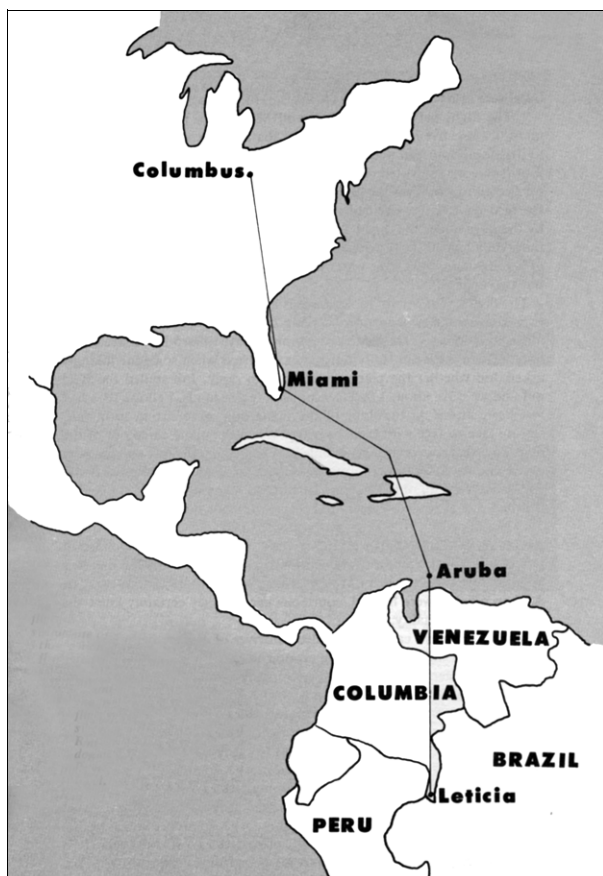 Columbus
Miami
Aruba
VENEZUELA
COLUMBIA
BRAZIL
Leticia
PERU